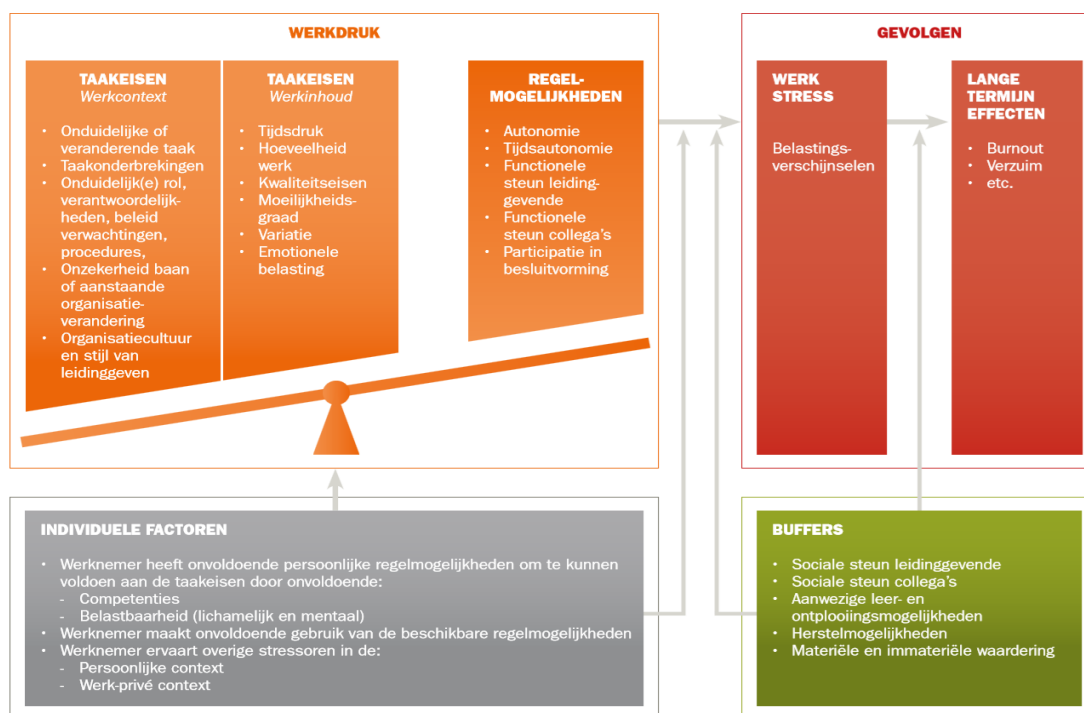 WERKDRUK
TAAKEISEN
Werkcontext
• Onduidelijke of
veranderende taak
• Taakonderbrekingen
• Onduidelijk(e) rol,
verantwoordelijk-
heden, beleid
verwachtingen,
procedures,
• Onzekerheid baan
of aanstaande
organisatie-
verandering
• Organisatiecultuur
en stijl van
leidinggeven
TAAKEISEN
Werkinhoud
• Tijdsdruk
• Hoeveelheid
werk
• Kwaliteitseisen
• Moeilijkheids-
graad
• Variatie
• Emotionele
belasting
REGEL-
MOGELIJKHEDEN
• Autonomie
• Tijdsautonomie
• Functionele
steun leiding-
gevende
• Functionele
steun collega's
• Participatie in
besluitvorming
GEVOLGEN
WERK
STRESS
Belastings-
verschijnselen
LANGE
TERMIJN
EFFECTEN
• Burnout
• Verzuim
• etc.
INDIVIDUELE FACTOREN
• Werknemer heeft onvoldoende persoonlijke regelmogelijkheden om te kunnen
voldoen aan de taakeisen door onvoldoende:
- Competenties
- Belastbaarheid (lichamelijk en mentaal)
• Werknemer maakt onvoldoende gebruik van de beschikbare regelmogelijkheden
• Werknemer ervaart overige stressoren in de:
- Persoonlijke context
- Werk-privé context
BUFFERS
• Sociale steun leidinggevende
• Sociale steun collega's
• Aanwezige leer- en
ontplooiingsmogelijkheden
• Herstelmogelijkheden
• Materiële en immateriële waardering